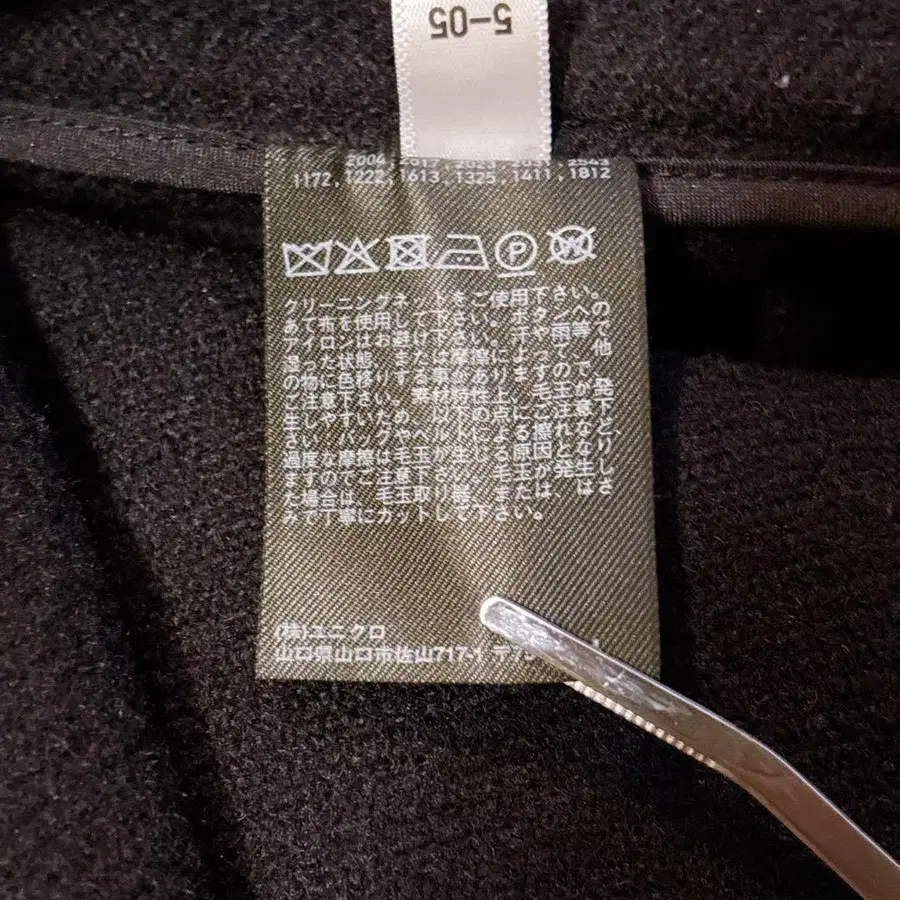 5-05
1172,1222,1613,1325,1411,1812
クリーニングネットをご使用下さい。
あて布を使用して下さい。ボタンへの
アイロンはお避け下さい。汗や雨等で
湿った状態、または摩擦によって他
の物に色移りする事がありますので
ご注意下さい。素材特性上、毛玉が発
生しやすいため以下の点にご注意下
さい。バッグやベルトによる擦れなど
過度な摩擦は毛玉が生じる原因となり
ますのでご注意下さい。毛玉が発生し
た場合は、毛玉取り器、またははさ
みで丁寧にカットして下さい。
(株)ユニクロ
山口県山口市佐山717-1